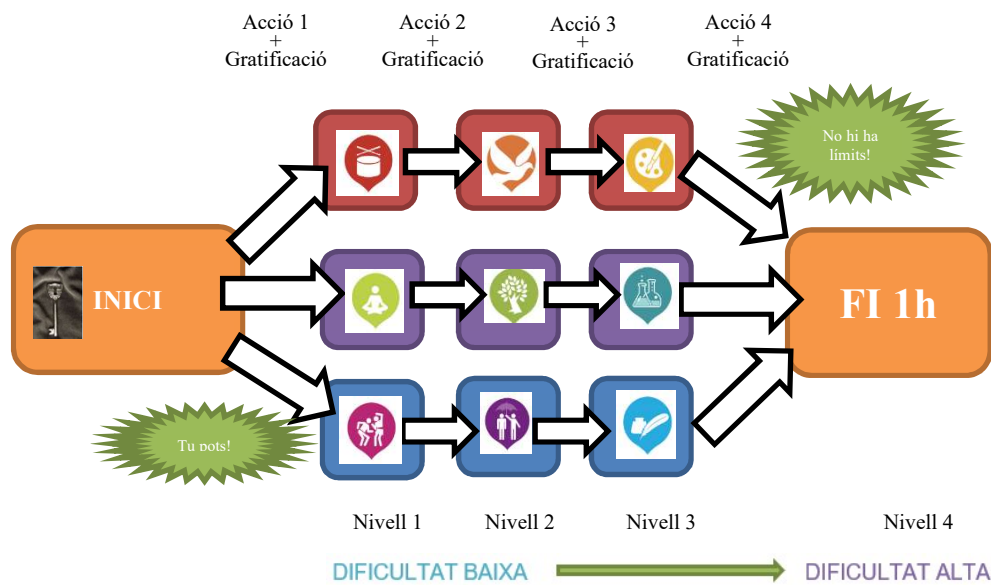 Acció 1
+
Gratificació
Acció 2
+
Gratificació
Acció 3
+
Gratificació
Acció 4
+
Gratificació
No hi ha
límits!
INICI
FI 1h
Tu pots!
Nivell 1
Nivell 2
Nivell 3
Nivell 4
DIFICULTAT BAIXA
DIFICULTAT ALTA